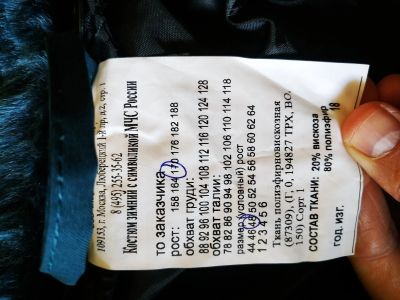 109153, г. Москва, Люберецкий 1-й пр, д.2, стр. 1
8 (495) 255-35-62
Костюм зимний с символикой МЧС России
то заказчика
рост: 158 164 170 176 182 188
обхват груди:
88 92 96 100 104 108 112 116 120 124 128
обхват талии:
78 82 86 90 94 98 102 106 110 114 118
размер (условный) рост
44 46 48 50 52 54 56 58 60 62 64
1 2 3 4 5 6
Ткань полиэфирновискозная
(87309), (П, 0, 194827 ТРХ, ВО,
150) Сорт 1
СОСТАВ ТКАНИ: 20% вискоза
80% полиэфир
год. изг. 18